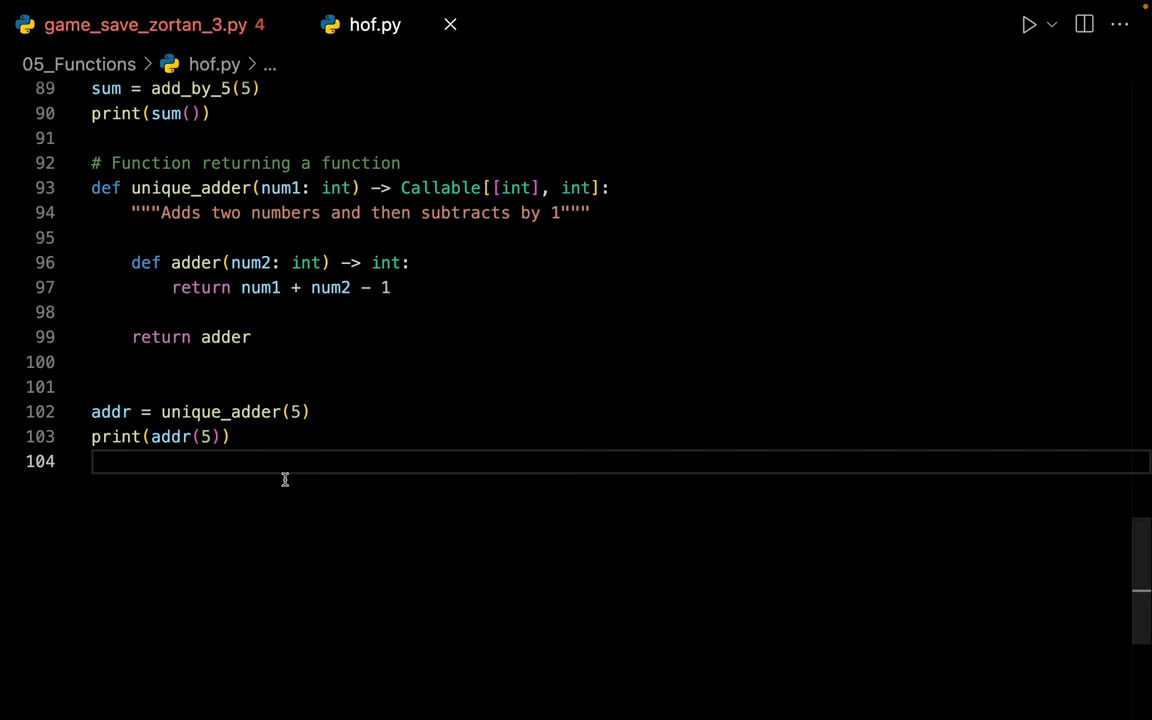 game_save_zortan_3.py 4 hof.py
05_Functions > hof.py > ...
89 sum = add_by_5(5)
90 print(sum())
91
92 # Function returning a function
93 def unique_adder(num1: int) -> Callable[[int], int]:
94 """Adds two numbers and then subtracts by 1"""
95
96 def adder(num2: int) -> int:
97 return num1 + num2 - 1
98
99 return adder
100
101
102 addr = unique_adder(5)
103 print(addr(5))
104